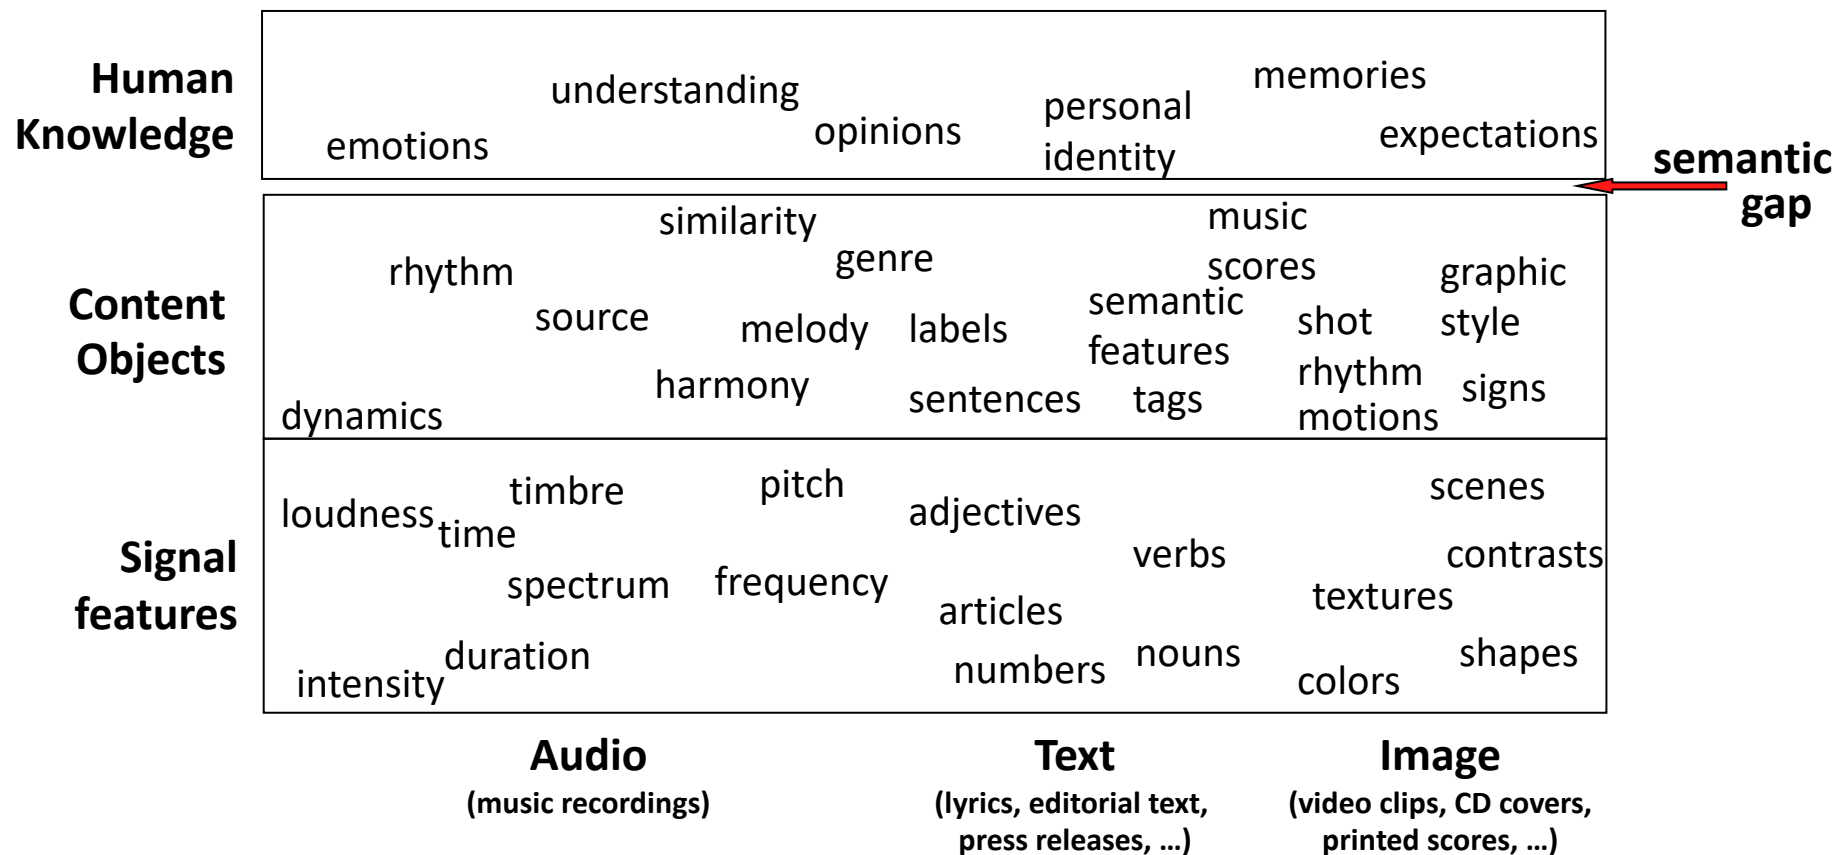 Human
Knowledge
emotions
understanding
opinions
personal
identity
memories
expectations
semantic
gap
Content
Objects
dynamics
rhythm
source
similarity
harmony
melody
genre
labels
sentences
semantic
features
tags
music
scores
shot
rhythm
motions
graphic
style
signs
Signal
features
loudness
time
timbre
pitch
spectrum
frequency
duration
intensity
adjectives
verbs
articles
numbers
nouns
scenes
contrasts
textures
shapes
colors
Audio
(music recordings)
Text
(lyrics, editorial text,
press releases, ...)
Image
(video clips, CD covers,
printed scores, ...)